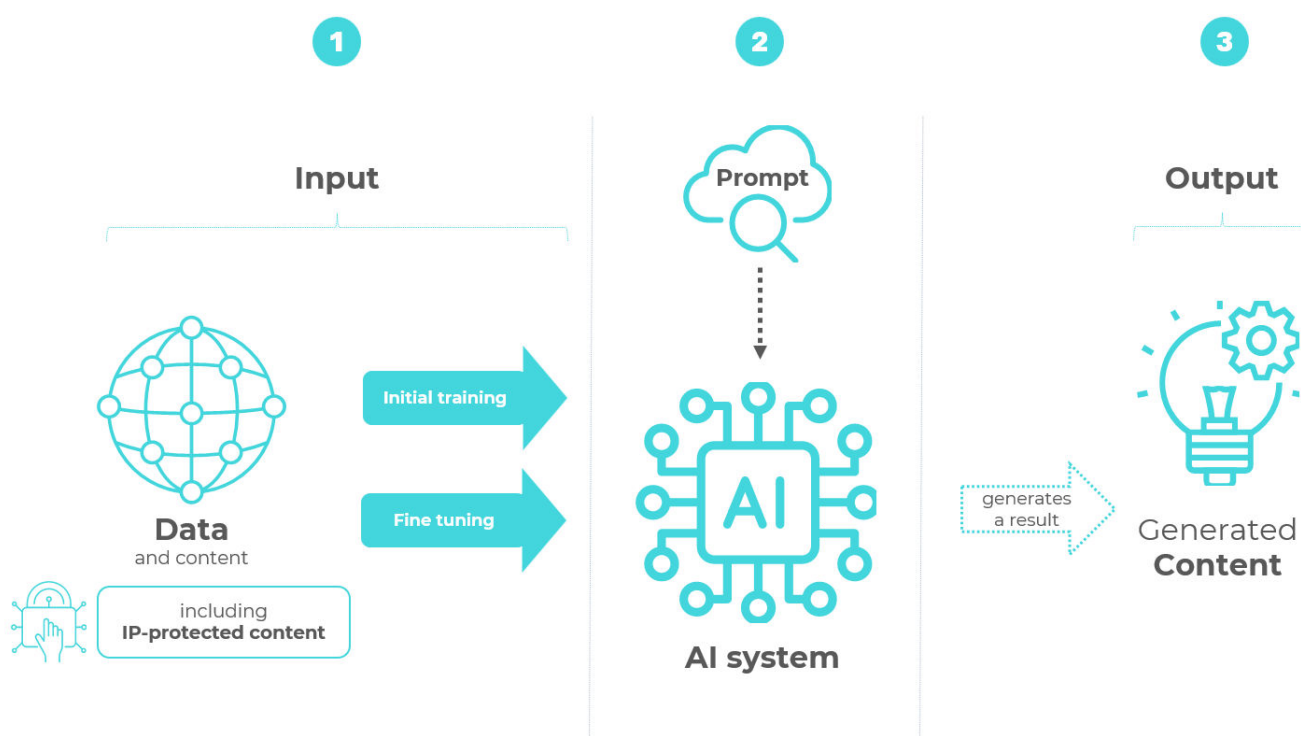 1
2
3
Input
Prompt
Output
Initial training
Fine tuning
AI
generates
a result
Data
and content
including
IP-protected content
AI system
Generated
Content